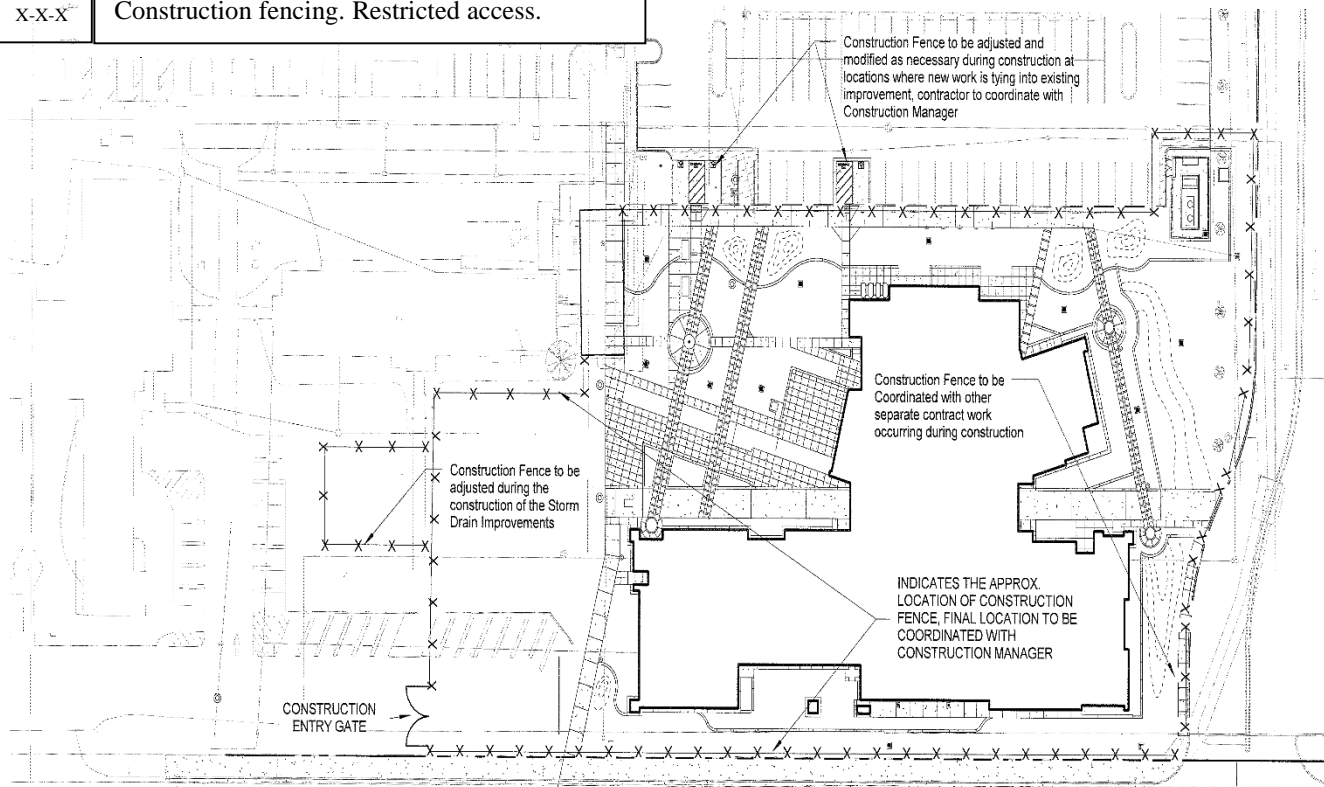 X-X-X
Construction fencing. Restricted access.
Construction Fence to be adjusted and
modified as necessary during construction at
locations where new work is tying into existing
improvement, contractor to coordinate with
Construction Manager
Construction Fence to be
Coordinated with other
separate contract work
occurring during construction
Construction Fence to be
adjusted during the
construction of the Storm
Drain Improvements
INDICATES THE APPROX.
LOCATION OF CONSTRUCTION
FENCE, FINAL LOCATION TO BE
COORDINATED WITH
CONSTRUCTION MANAGER
CONSTRUCTION
ENTRY GATE